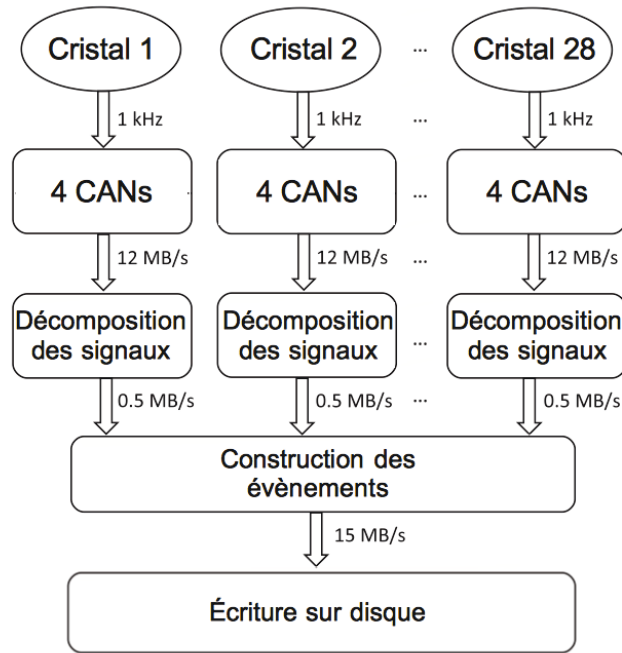 Cristal 1 Cristal 2 ... Cristal 28
1 kHz 1 kHz ... 1 kHz
4 CANs 4 CANs ... 4 CANs
12 MB/s 12 MB/s ... 12 MB/s
Décomposition Décomposition Décomposition
des signaux des signaux ... des signaux
0.5 MB/s 0.5 MB/s ... 0.5 MB/s
Construction des
évènements
15 MB/s
Écriture sur disque